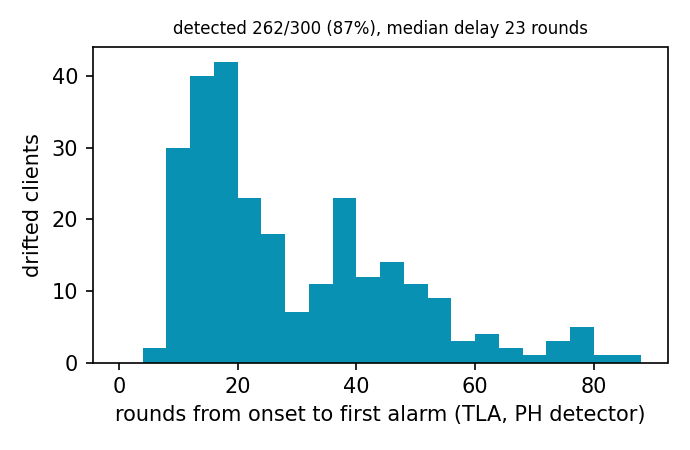 detected 262/300 (87%), median delay 23 rounds
drifted clients
40
30
20
10
0
0 20 40 60 80
rounds from onset to first alarm (TLA, PH detector)